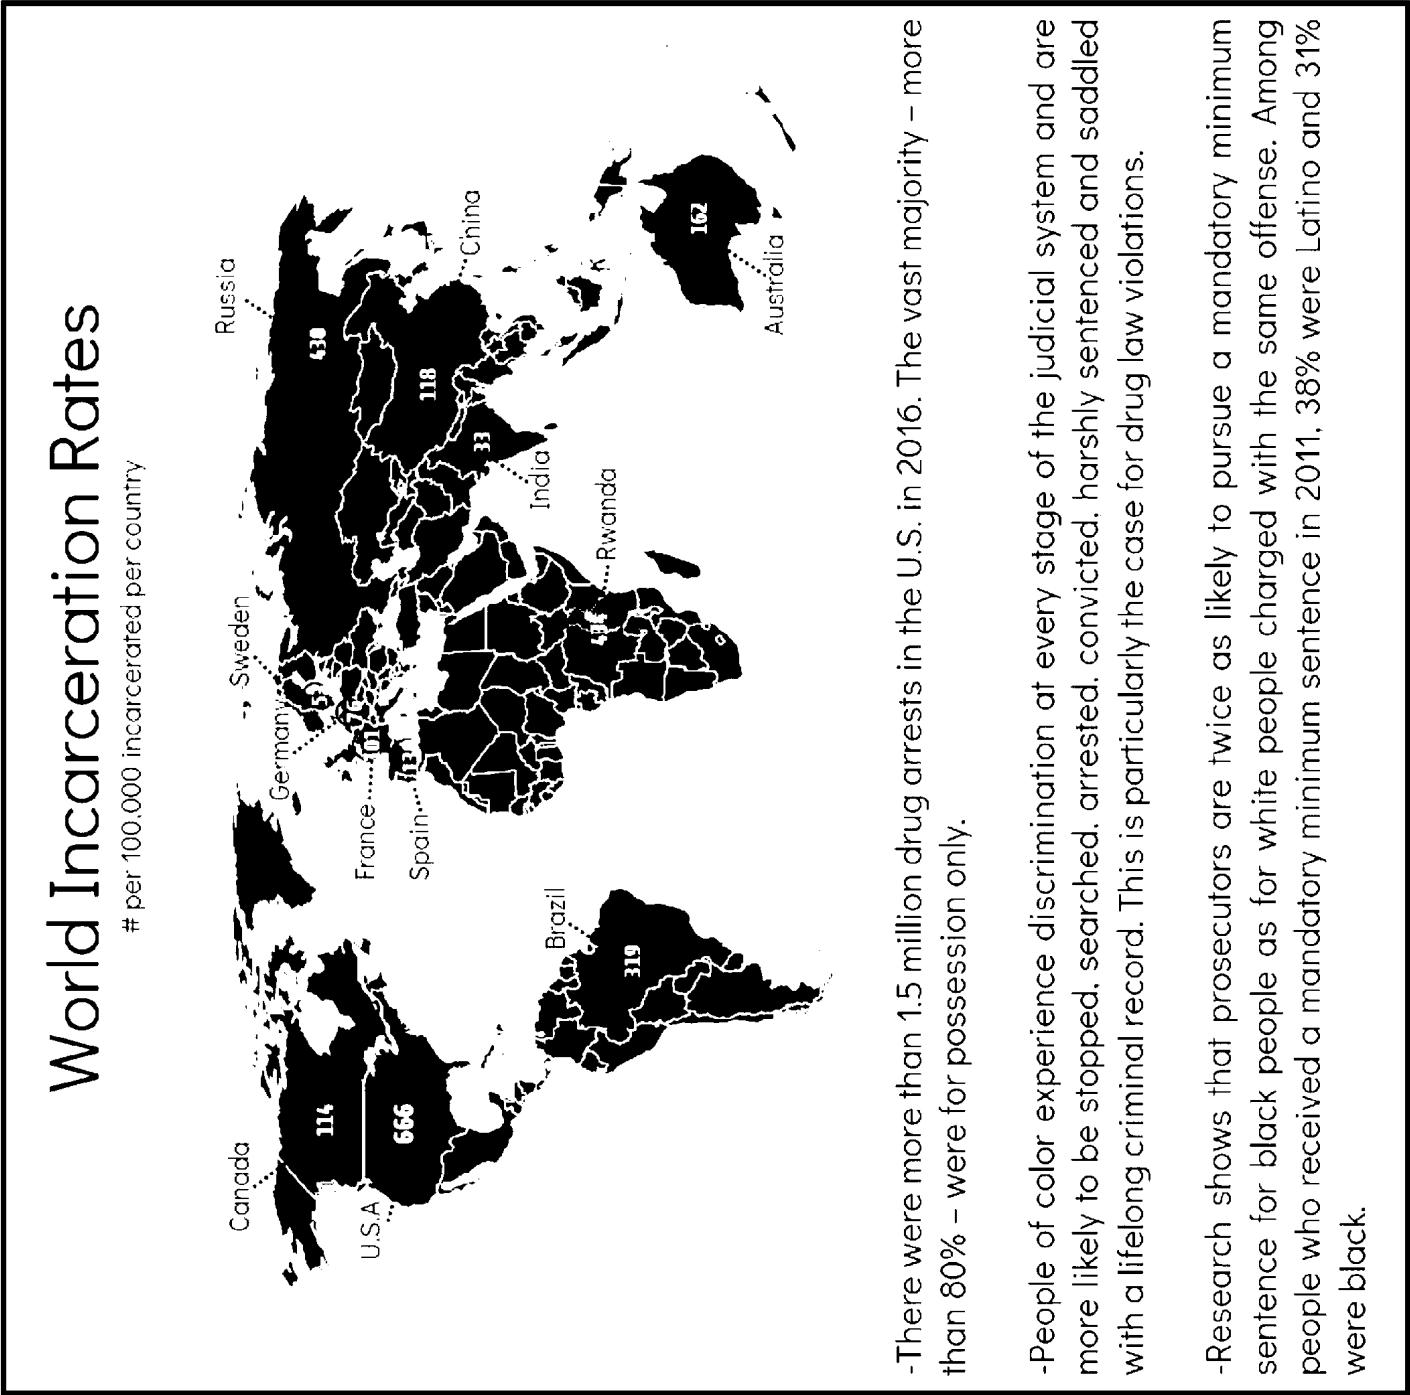 World Incarceration Rates
# per 100,000 incarcerated per country
Russia
Sweden
Canada
Germany
China
430
114
U.S.A
France
118
666
Spain
33
India
Brazil
Rwanda
319
162
Australia
-There were more than 1.5 million drug arrests in the U.S. in 2016. The vast majority – more
than 80% – were for possession only.
-People of color experience discrimination at every stage of the judicial system and are
more likely to be stopped, searched, arrested, convicted, harshly sentenced and saddled
with a lifelong criminal record. This is particularly the case for drug law violations.
-Research shows that prosecutors are twice as likely to pursue a mandatory minimum
sentence for black people as for white people charged with the same offense. Among
people who received a mandatory minimum sentence in 2011, 38% were Latino and 31%
were black.